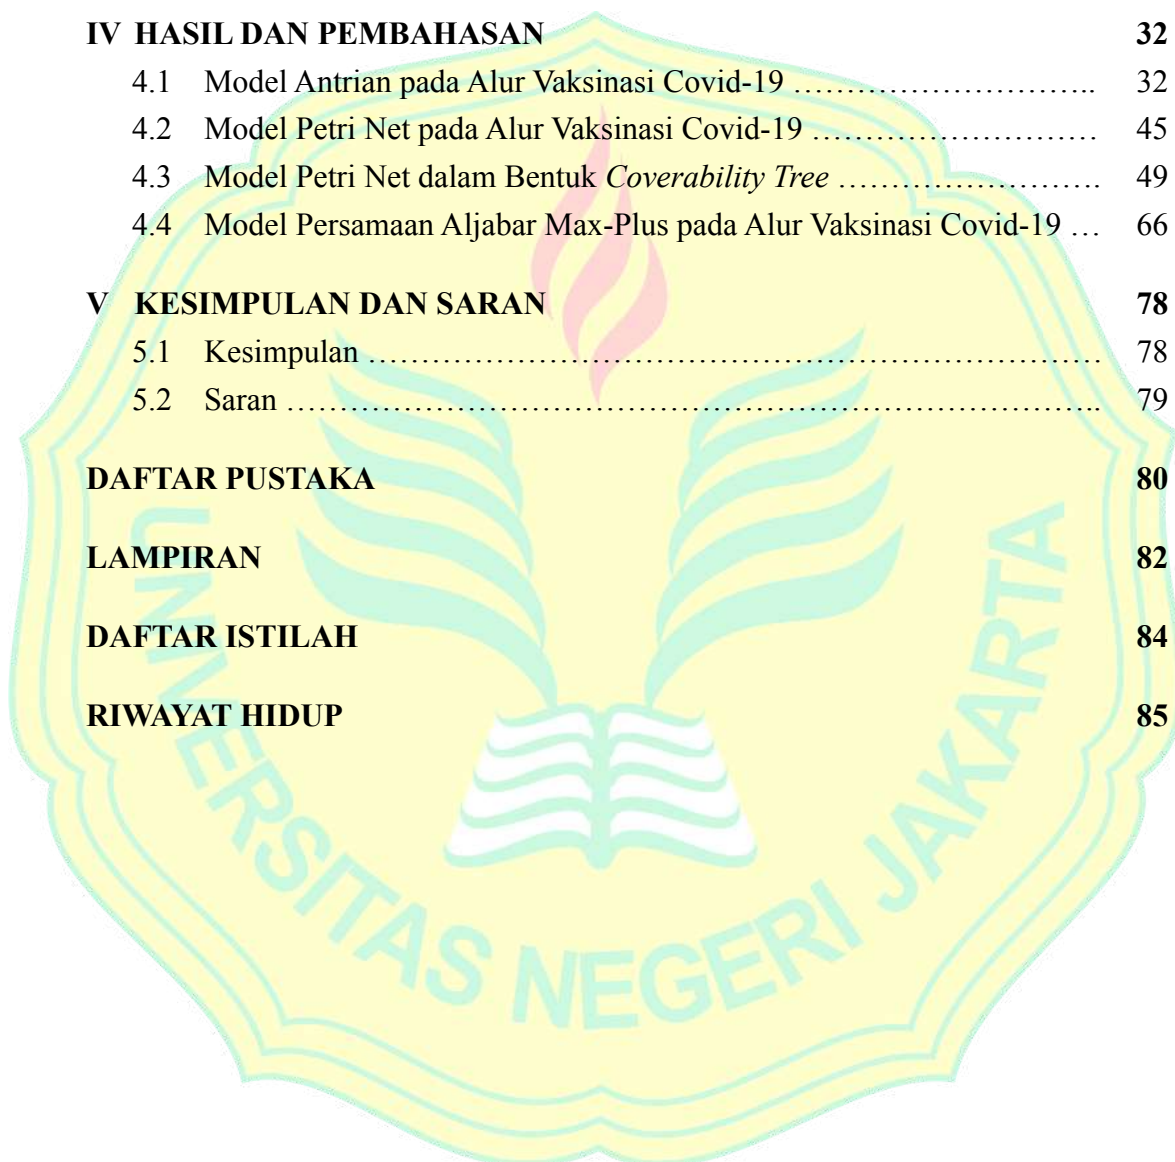 IV HASIL DAN PEMBAHASAN 32
4.1 Model Antrian pada Alur Vaksinasi Covid-19 ……………………….. 32
4.2 Model Petri Net pada Alur Vaksinasi Covid-19 ……………………… 45
4.3 Model Petri Net dalam Bentuk Coverability Tree ……………………. 49
4.4 Model Persamaan Aljabar Max-Plus pada Alur Vaksinasi Covid-19 … 66
V KESIMPULAN DAN SARAN 78
5.1 Kesimpulan …………………………………………………………… 78
5.2 Saran ………………………………………………………………….. 79
DAFTAR PUSTAKA 80
LAMPIRAN 82
DAFTAR ISTILAH 84
RIWAYAT HIDUP 85
UNIVERSITAS NEGERI JAKARTA